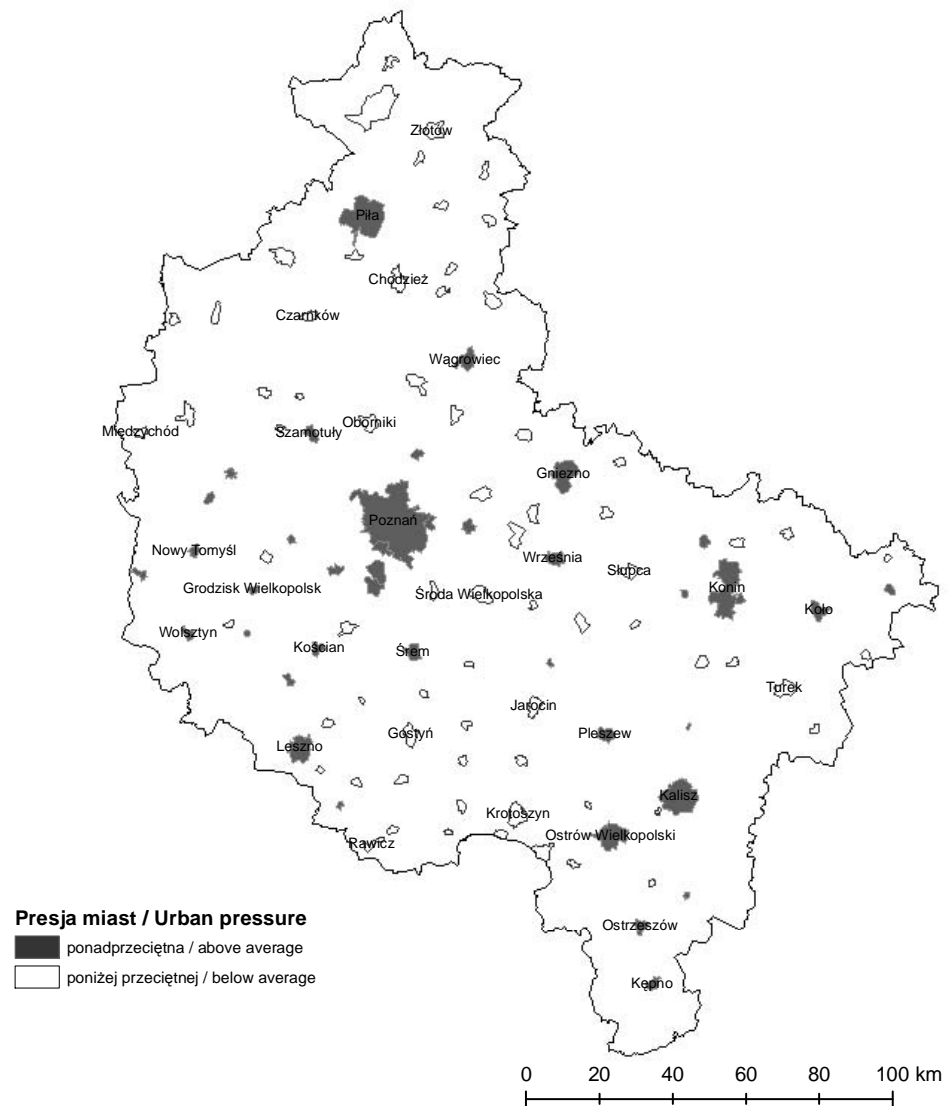 Złotów
Piła
Chodzież
Czarnków
Wągrowiec
Międzychód
Szamotuły
Oborniki
Gniezno
Poznań
Nowy Tomyśl
Września
Słupca
Konin
Grodzisk Wielkopolsk
Środa Wielkopolska
Koło
Wolsztyn
Kościan
Śrem
Turek
Jarocin
Gostyń
Pleszew
Leszno
Kalisz
Krotoszyn
Ostrów Wielkopolski
Rawicz
Presja miast / Urban pressure
ponadprzeciętna / above average
poniżej przeciętnej / below average
Ostrzeszów
Kępno
0 20 40 60 80 100 km